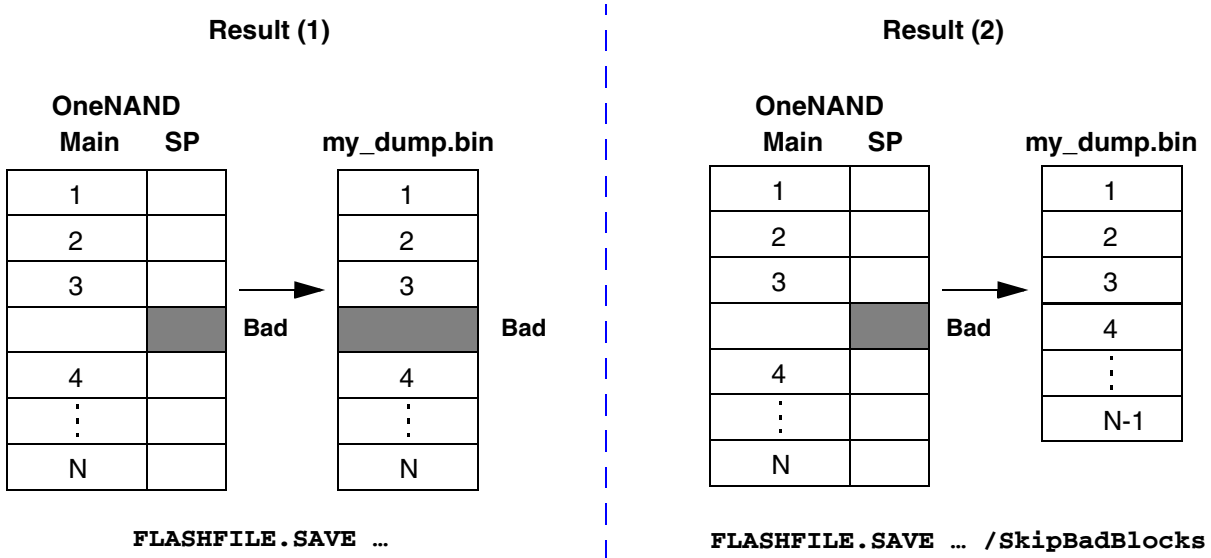 Result (1)
OneNAND
Main SP my_dump.bin
1 1
2 2
3 3
Bad Bad
4 4
N N
FLASHFILE.SAVE …
Result (2)
OneNAND
Main SP my_dump.bin
1 1
2 2
3 3
Bad 4
4
N-1
N
FLASHFILE.SAVE … /SkipBadBlocks